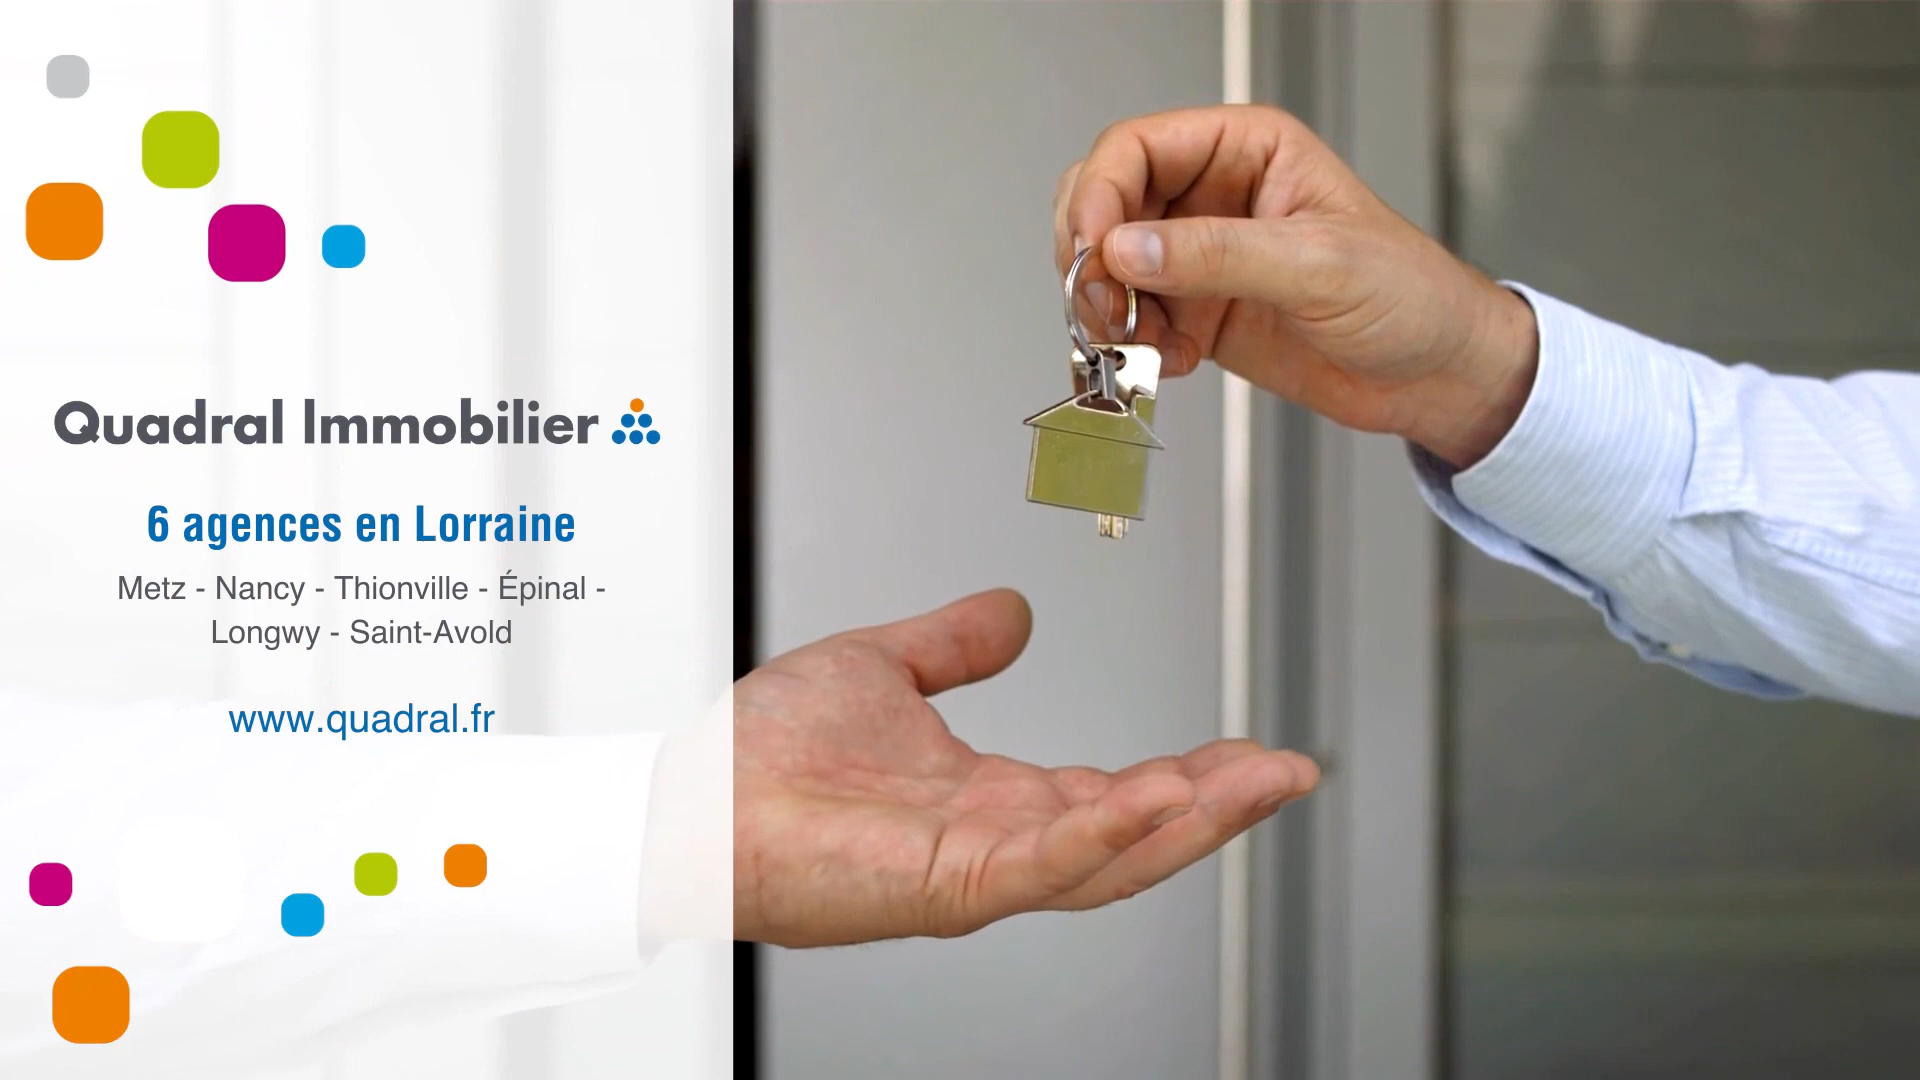 Quadral Immobilier
6 agences en Lorraine
Metz - Nancy - Thionville - Épinal -
Longwy - Saint-Avold
www.quadral.fr